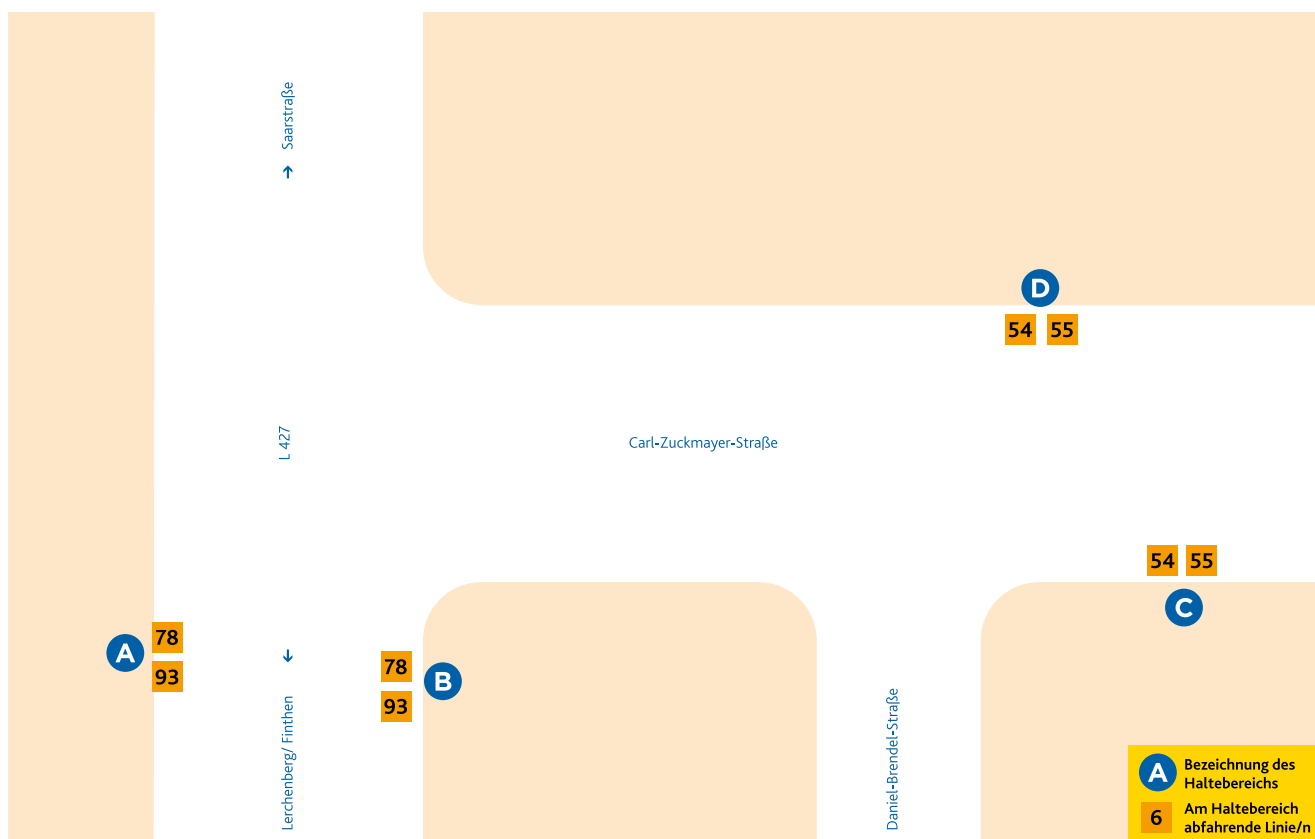 → Saarstraße
D
54 55
L 427
Carl-Zuckmayer-Straße
54 55
C
A
78
93
78
93
B
Lerchenberg/ Finthen →
Daniel-Brendel-Straße
A Bezeichnung des
Haltebereichs
6 Am Haltebereich
abfahrende Linie/n